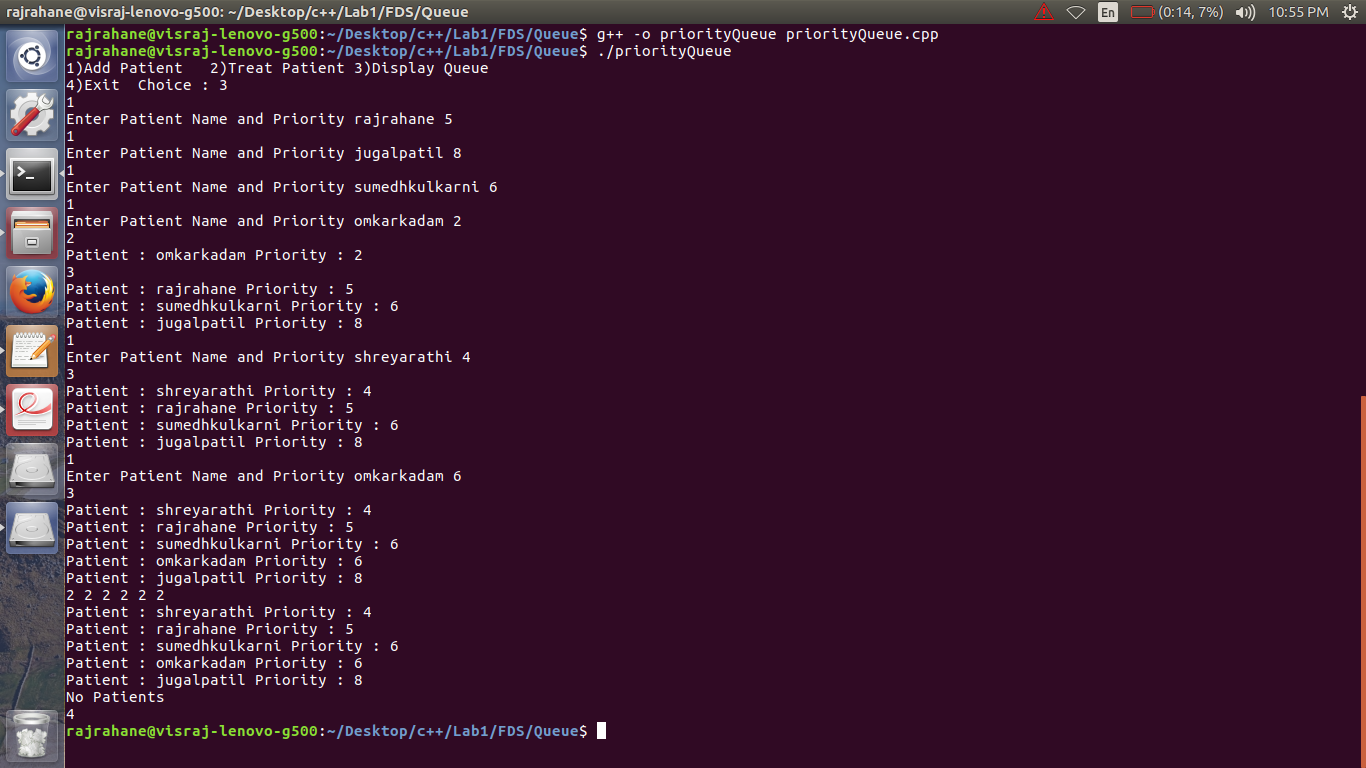 rajrahane@visraj-lenovo-g500: ~/Desktop/c++/Lab1/FDS/Queue En (0:14, 7%) 10:55 PM
rajrahane@visraj-lenovo-g500:~/Desktop/c++/Lab1/FDS/Queue$ g++ -o priorityQueue priorityQueue.cpp
rajrahane@visraj-lenovo-g500:~/Desktop/c++/Lab1/FDS/Queue$ ./priorityQueue
1)Add Patient   2)Treat Patient 3)Display Queue
4)Exit  Choice : 3
1
Enter Patient Name and Priority rajrahane 5
1
Enter Patient Name and Priority jugalpatil 8
1
Enter Patient Name and Priority sumedhkulkarni 6
1
Enter Patient Name and Priority omkarkadam 2
2
Patient : omkarkadam Priority : 2
3
Patient : rajrahane Priority : 5
Patient : sumedhkulkarni Priority : 6
Patient : jugalpatil Priority : 8
1
Enter Patient Name and Priority shreyarathi 4
3
Patient : shreyarathi Priority : 4
Patient : rajrahane Priority : 5
Patient : sumedhkulkarni Priority : 6
Patient : jugalpatil Priority : 8
1
Enter Patient Name and Priority omkarkadam 6
3
Patient : shreyarathi Priority : 4
Patient : rajrahane Priority : 5
Patient : sumedhkulkarni Priority : 6
Patient : omkarkadam Priority : 6
Patient : jugalpatil Priority : 8
2 2 2 2 2 2
Patient : shreyarathi Priority : 4
Patient : rajrahane Priority : 5
Patient : sumedhkulkarni Priority : 6
Patient : omkarkadam Priority : 6
Patient : jugalpatil Priority : 8
No Patients
4
rajrahane@visraj-lenovo-g500:~/Desktop/c++/Lab1/FDS/Queue$